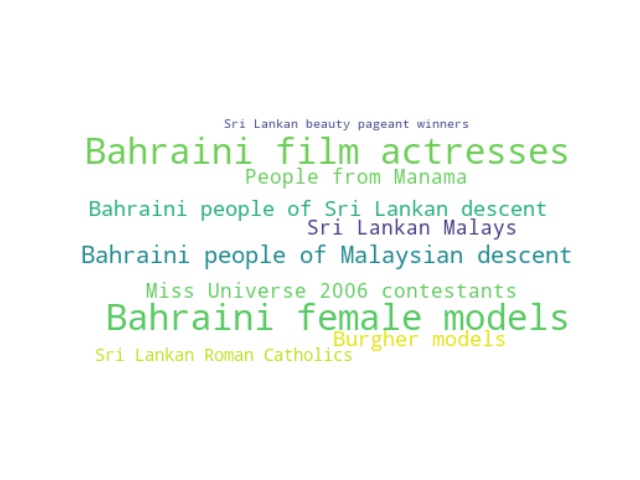 Sri Lankan beauty pageant winners
Bahraini film actresses
People from Manama
Bahraini people of Sri Lankan descent
Sri Lankan Malays
Bahraini people of Malaysian descent
Miss Universe 2006 contestants
Bahraini female models
Burgher models
Sri Lankan Roman Catholics